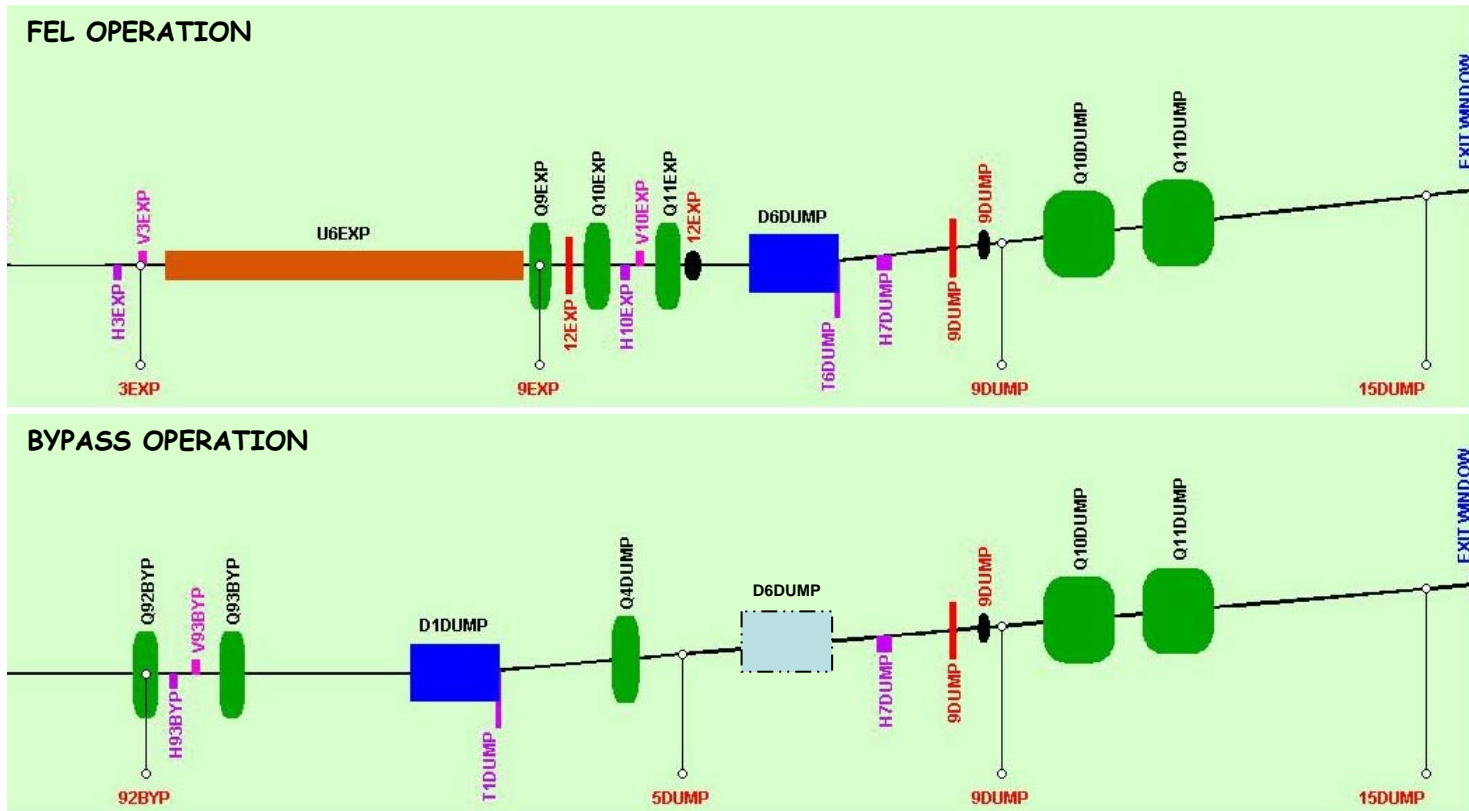 FEL OPERATION
H3EXP
V3EXP
U6EXP
Q9EXP
12EXP
Q10EXP
H10EXP
V10EXP
Q11EXP
12EXP
D6DUMP
T6DUMP
H7DUMP
9DUMP
9DUMP
Q10DUMP
Q11DUMP
EXIT WINDOW
3EXP
9EXP
9DUMP
15DUMP
BYPASS OPERATION
Q92BYP
H93BYP
V93BYP
Q93BYP
D1DUMP
T1DUMP
Q4DUMP
D6DUMP
H7DUMP
9DUMP
9DUMP
Q10DUMP
Q11DUMP
EXIT WINDOW
92BYP
5DUMP
9DUMP
15DUMP